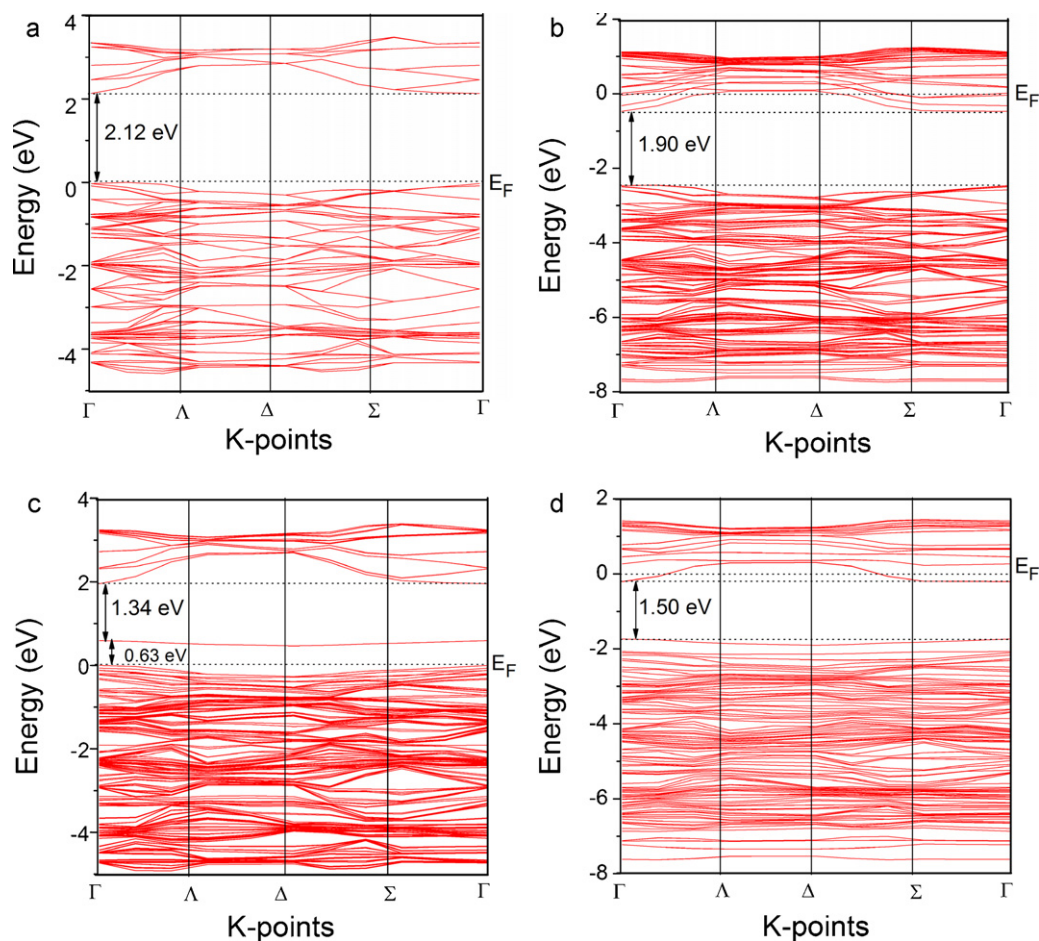 a
4
2
0
-2
-4
Energy (eV)
2.12 eV
E_F
Γ Λ Δ Σ Γ
K-points
b
2
0
-2
-4
-6
-8
Energy (eV)
1.90 eV
E_F
Γ Λ Δ Σ Γ
K-points
c
4
2
0
-2
-4
Energy (eV)
1.34 eV
0.63 eV
E_F
Γ Λ Δ Σ Γ
K-points
d
2
0
-2
-4
-6
-8
Energy (eV)
1.50 eV
E_F
Γ Λ Δ Σ Γ
K-points